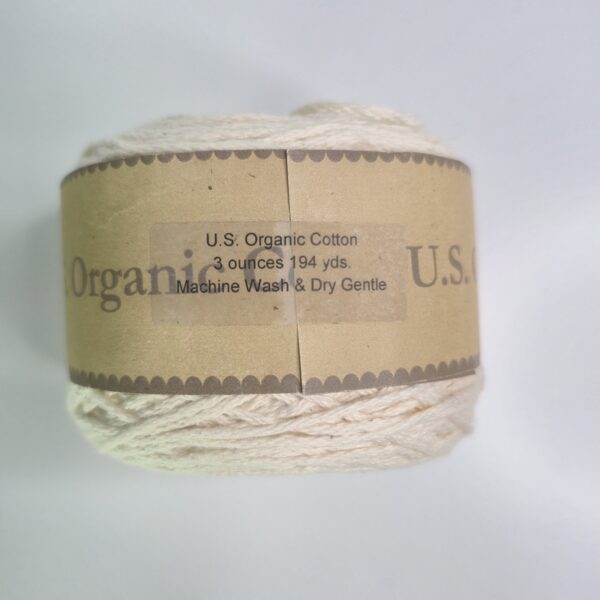 U.S. Organic Cotton
3 ounces 194 yds.
Machine Wash & Dry Gentle
Organic
U.S.